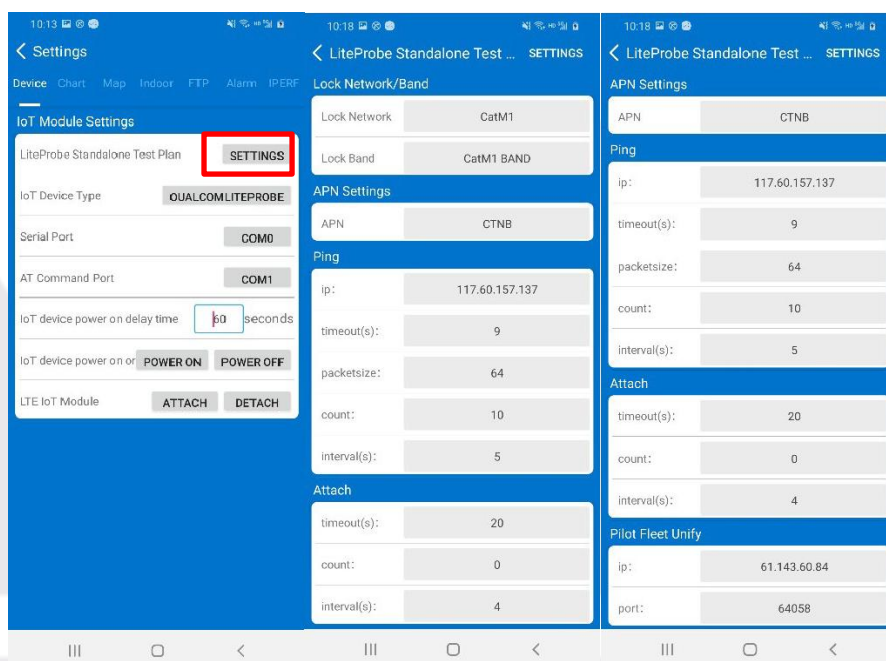 10:13
Settings
Device Chart Map Indoor FTP Alarm IPERF
IoT Module Settings
LiteProbe Standalone Test Plan SETTINGS
IoT Device Type QUALCOMLITEPROBE
Serial Port COM0
AT Command Port COM1
IoT device power on delay time 60 seconds
IoT device power on or POWER ON POWER OFF
LTE IoT Module ATTACH DETACH
10:18
LiteProbe Standalone Test ... SETTINGS
Lock Network/Band
Lock Network CatM1
Lock Band CatM1 BAND
APN Settings
APN CTNB
Ping
ip: 117.60.157.137
timeout(s): 9
packetsize: 64
count: 10
interval(s): 5
Attach
timeout(s): 20
count: 0
interval(s): 4
10:18
LiteProbe Standalone Test ... SETTINGS
APN Settings
APN CTNB
Ping
ip: 117.60.157.137
timeout(s): 9
packetsize: 64
count: 10
interval(s): 5
Attach
timeout(s): 20
count: 0
interval(s): 4
Pilot Fleet Unify
ip: 61.143.60.84
port: 64058